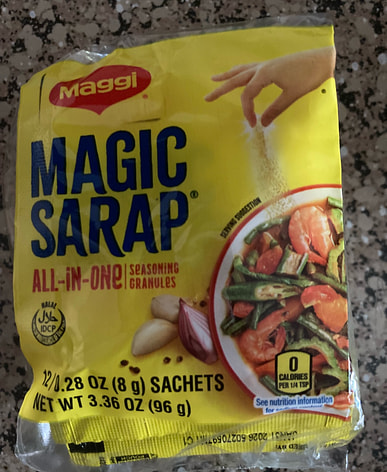 Maggi
MAGIC
SARAP®
ALL-IN-ONE
SEASONING
GRANULES
SERVING SUGGESTION
HALAL
IDCP
0
CALORIES
PER 1/4 TSP
12/0.28 OZ (8 g) SACHETS
NET WT 3.36 OZ (96 g)
See nutrition information
for